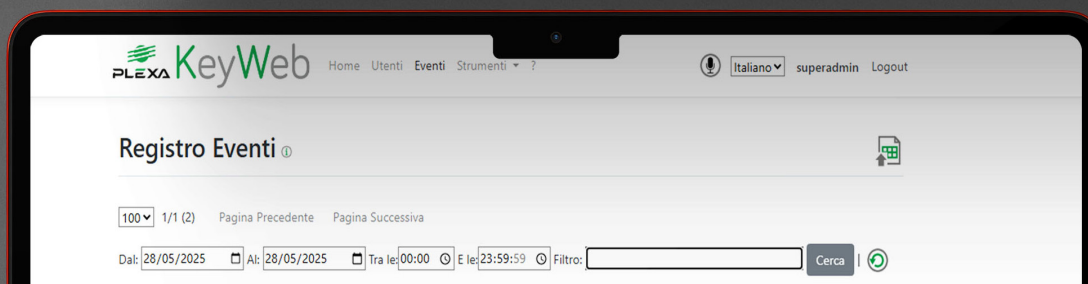 PLEXA KeyWeb Home Utenti Eventi Strumenti ? Italiano superadmin Logout
Registro Eventi
100 1/1 (2) Pagina Precedente Pagina Successiva
Dal: 28/05/2025 Al: 28/05/2025 Tra le: 00:00 E le: 23:59:59 Filtro: Cerca |